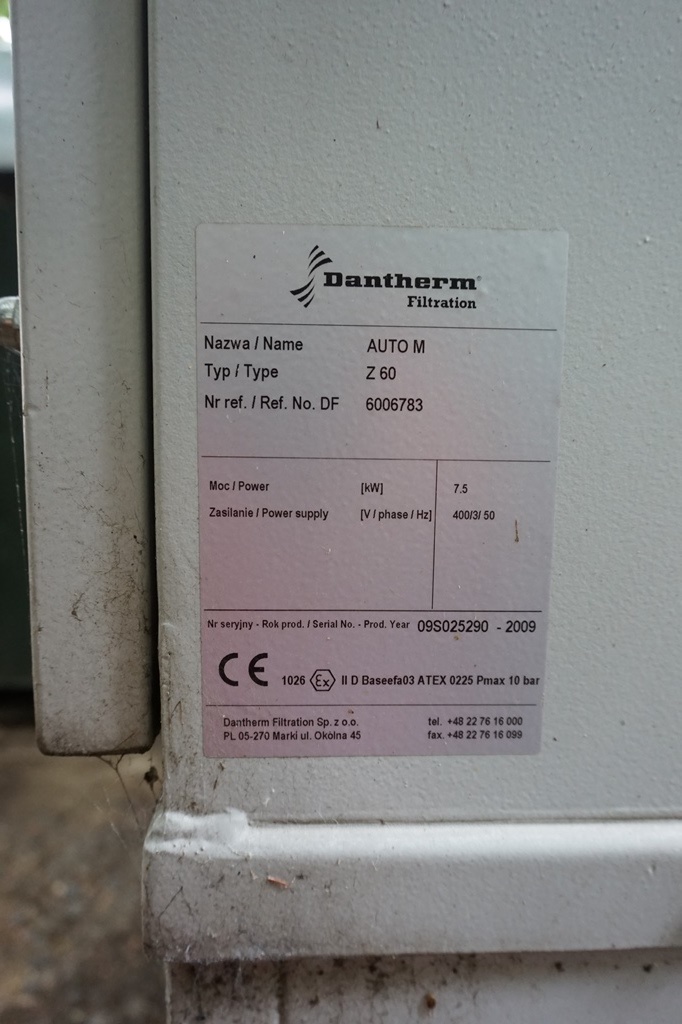 Dantherm®
Filtration
Nazwa / Name AUTO M
Typ / Type Z 60
Nr ref. / Ref. No. DF 6006783
Moc / Power [kW] 7.5
Zasilanie / Power supply [V / phase / Hz] 400/3/ 50
Nr seryjny - Rok prod. / Serial No. - Prod. Year 09S025290 - 2009
CE 1026 Ex II D Baseefa03 ATEX 0225 Pmax 10 bar
Dantherm Filtration Sp. z o.o. tel. +48 22 76 16 000
PL 05-270 Marki ul. Okólna 45 fax. +48 22 76 16 099